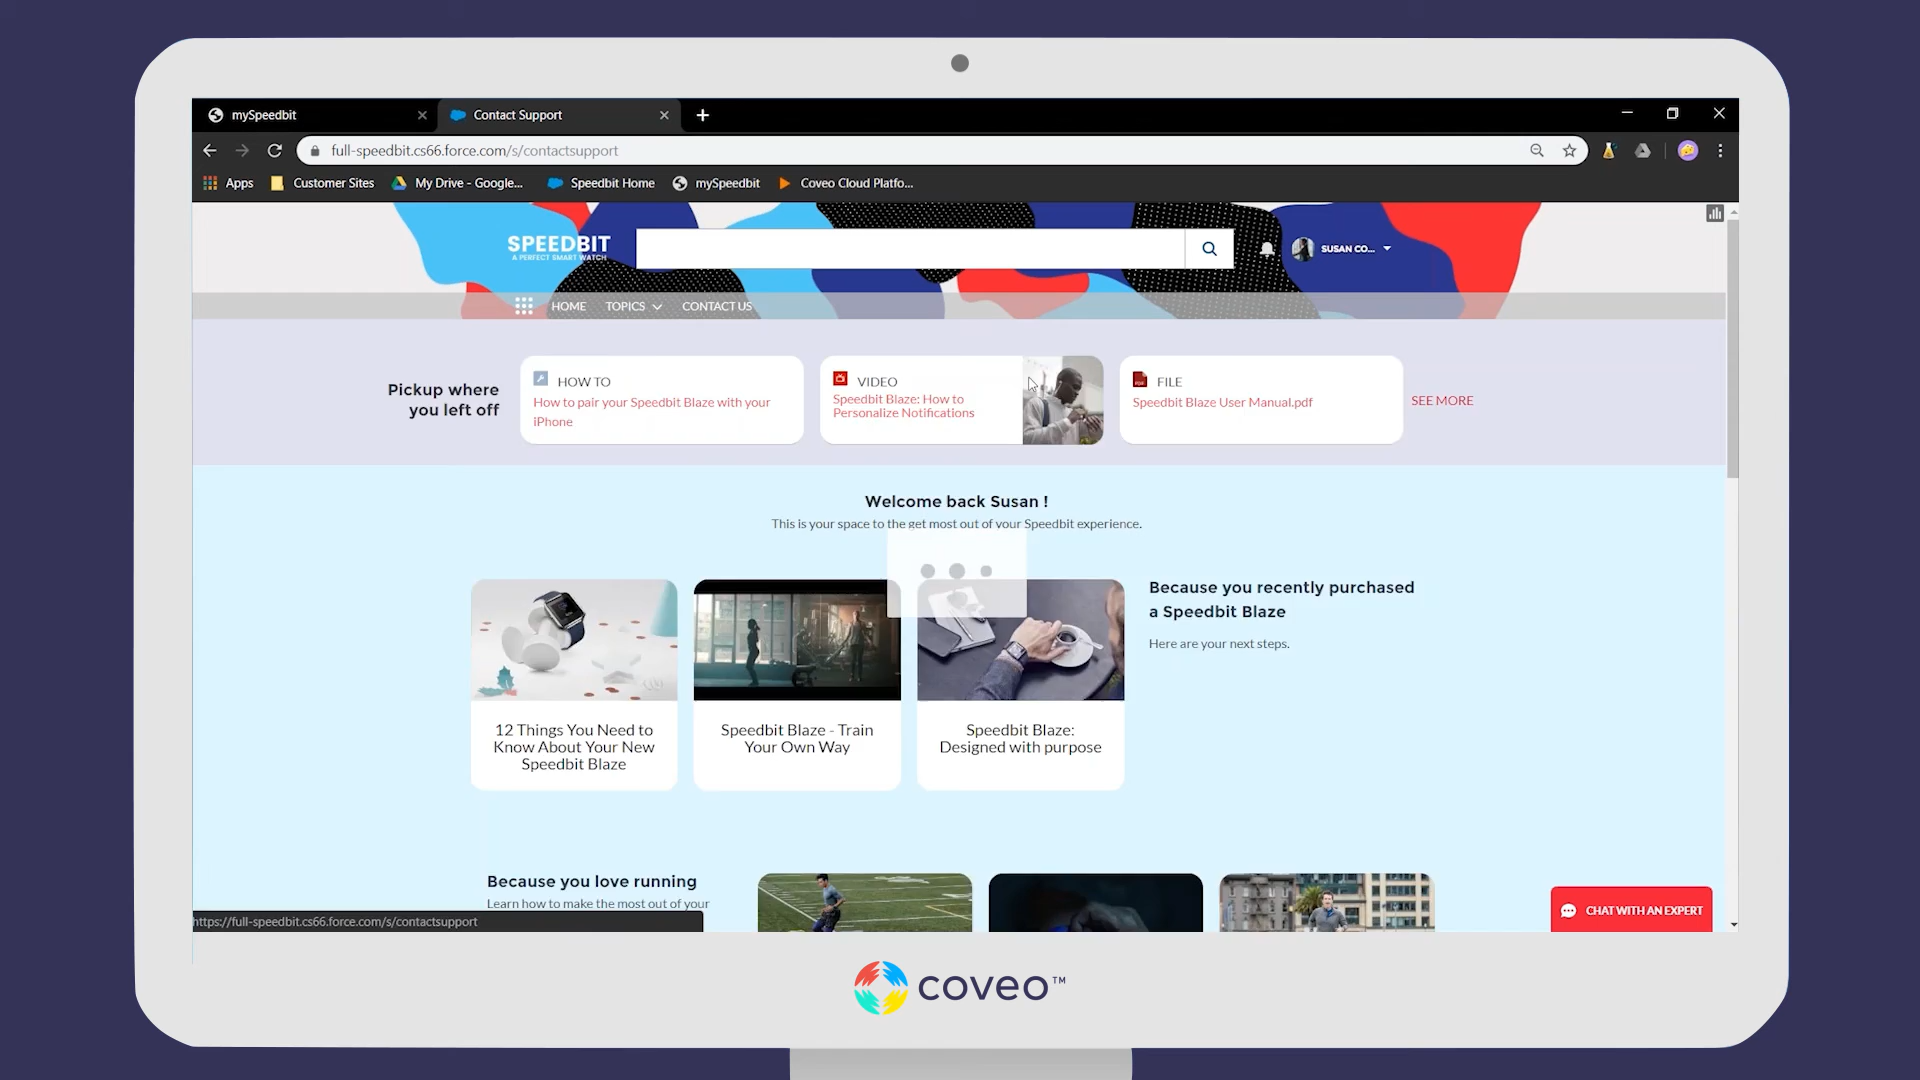 mySpeedbit
Contact Support
full-speedbit.cs66.force.com/s/contactsupport
Apps
Customer Sites
My Drive - Google...
Speedbit Home
mySpeedbit
Coveo Cloud Platfo...
SPEEDBIT
A PERFECT SMART WATCH
SUSAN CO...
HOME
TOPICS
CONTACT US
Pickup where
you left off
HOW TO
How to pair your Speedbit Blaze with your
iPhone
VIDEO
Speedbit Blaze: How to
Personalize Notifications
PDF
FILE
Speedbit Blaze User Manual.pdf
SEE MORE
Welcome back Susan !
This is your space to the get most out of your Speedbit experience.
12 Things You Need to
Know About Your New
Speedbit Blaze
Speedbit Blaze - Train
Your Own Way
Speedbit Blaze:
Designed with purpose
Because you recently purchased
a Speedbit Blaze
Here are your next steps.
Because you love running
Learn how to make the most out of your
https://full-speedbit.cs66.force.com/s/contactsupport
CHAT WITH AN EXPERT
coveo™